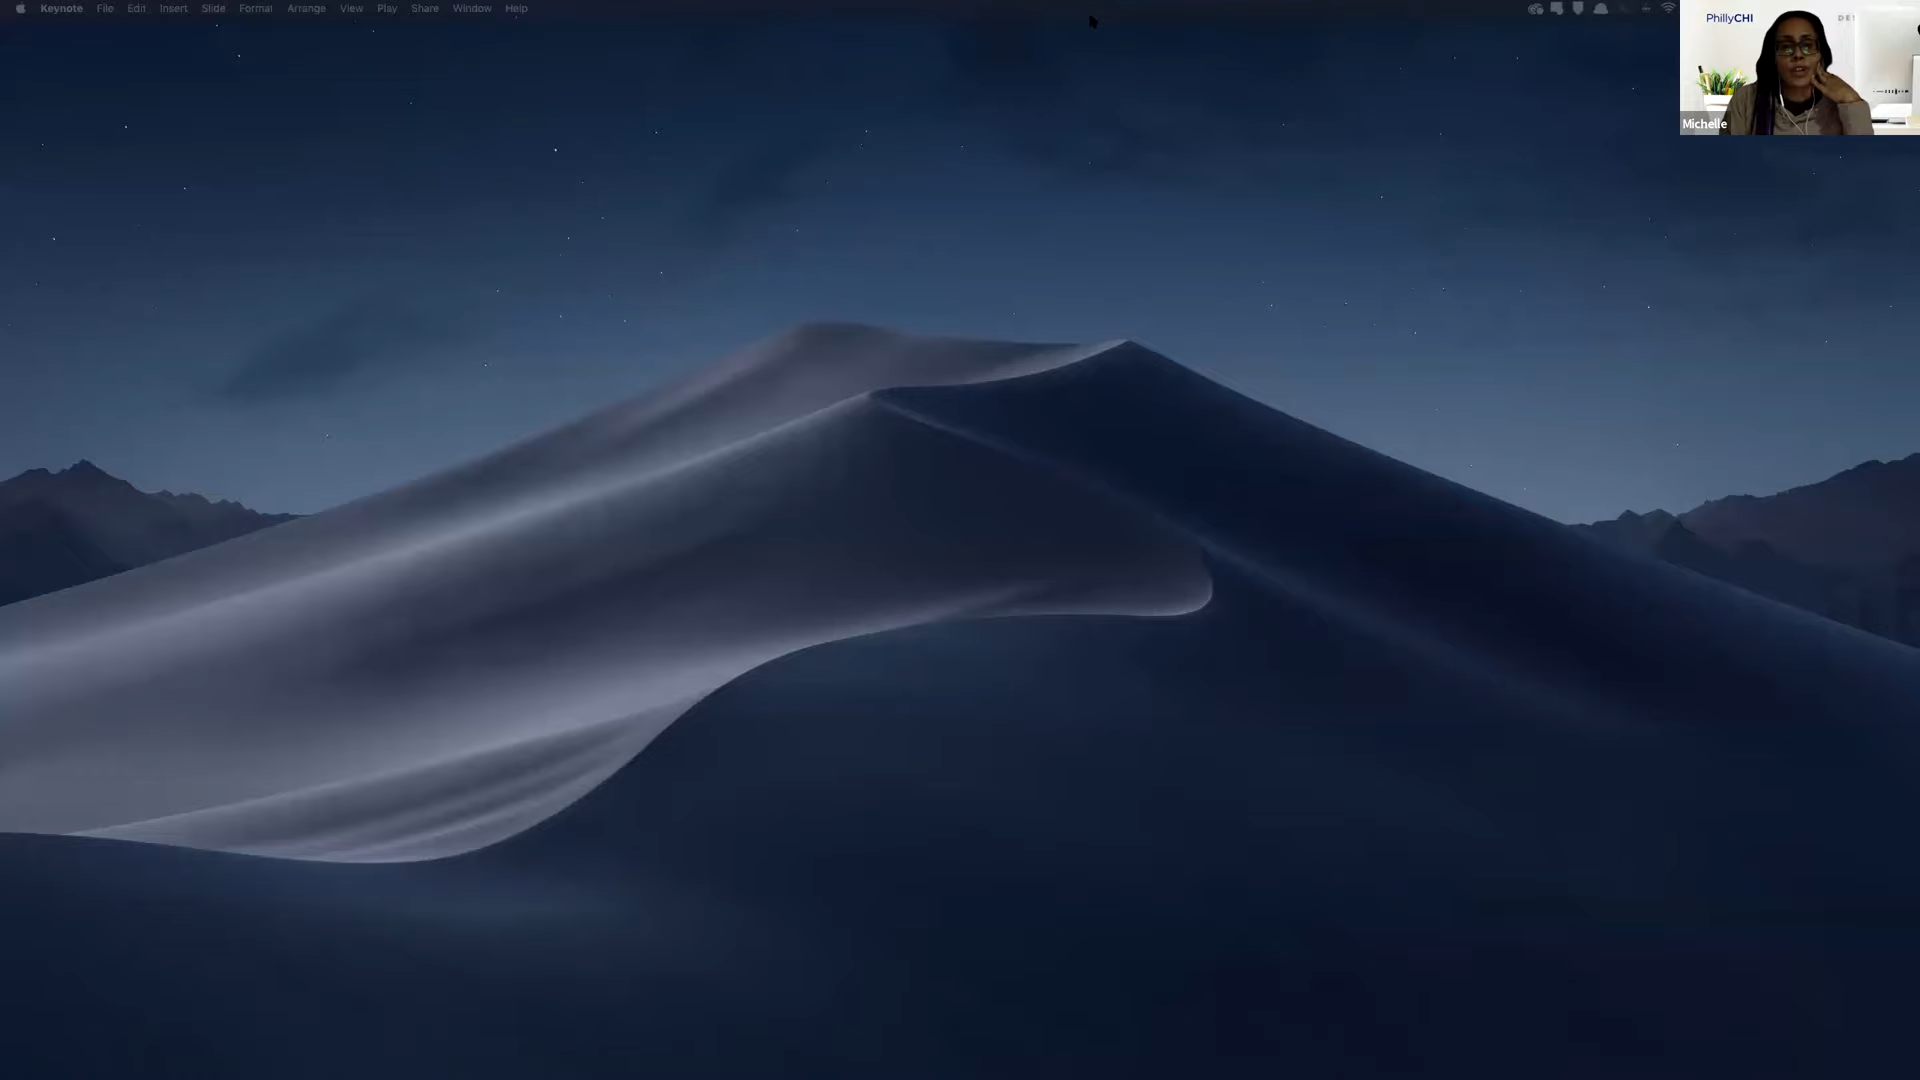 Keynote File Edit Insert Slide Format Arrange View Play Share Window Help
PhillyCHI
Michelle